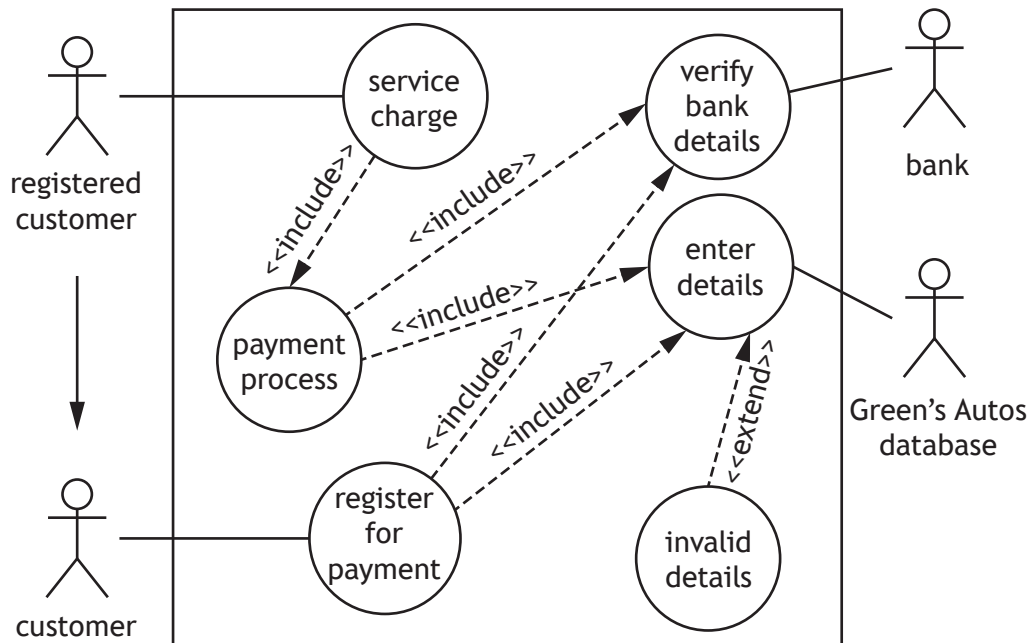 registered
customer
service
charge
verify
bank
details
bank
<<include>>
<<include>>
<<include>>
enter
details
payment
process
<<include>>
<<include>>
<<extend>>
Green's Autos
database
customer
register
for
payment
invalid
details